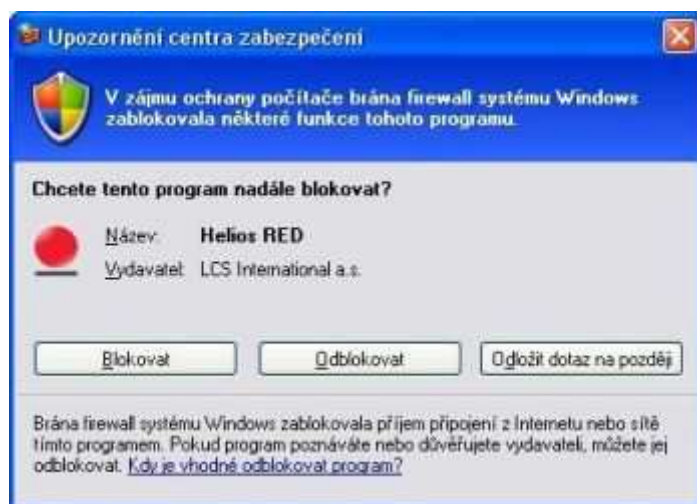 Upozornění centra zabezpečení
V zájmu ochrany počítače brána firewall systému Windows
zablokovala některé funkce tohoto programu.
Chcete tento program nadále blokovat?
Název: Helios RED
Vydavatel: LCS International a.s.
Blokovat Odblokovat Odložit dotaz na později
Brána firewall systému Windows zablokovala příjem připojení z Internetu nebo sítě
tímto programem. Pokud program poznáváte nebo důvěřujete vydavateli, můžete jej
odblokovat. Kdy je vhodné odblokovat program?